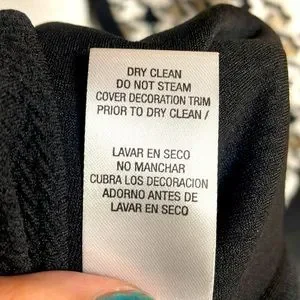 DRY CLEAN
DO NOT STEAM
COVER DECORATION TRIM
PRIOR TO DRY CLEAN /
LAVAR EN SECO
NO MANCHAR
CUBRA LOS DECORACION
ADORNO ANTES DE
LAVAR EN SECO